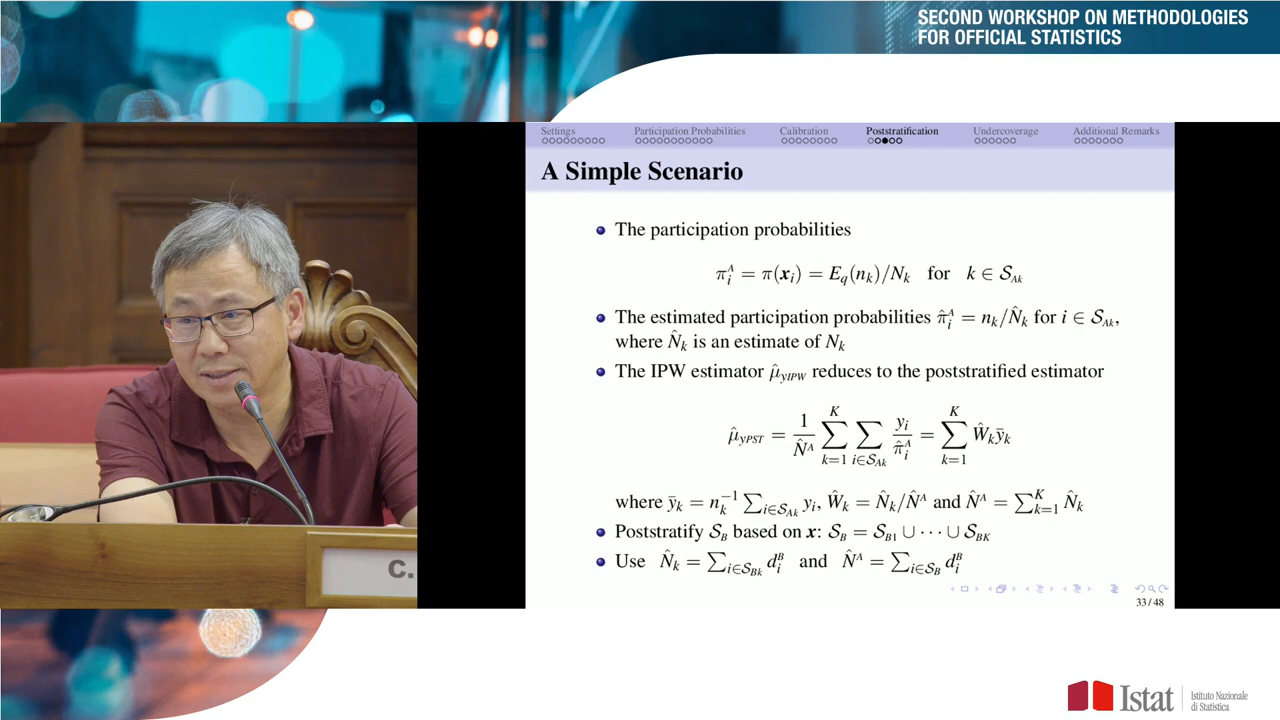 SECOND WORKSHOP ON METHODOLOGIES
FOR OFFICIAL STATISTICS
Settings Participation Probabilities Calibration Poststratification Undercoverage Additional Remarks
A Simple Scenario
The participation probabilities
π_i^A = π(x_i) = E_q(n_k)/N_k for k ∈ S_Ak
The estimated participation probabilities π̂_i^A = n_k/N̂_k for i ∈ S_Ak,
where N̂_k is an estimate of N_k
The IPW estimator μ̂_yIPW reduces to the poststratified estimator
μ̂_yPST = 1/N̂^A ∑_{k=1}^K ∑_{i∈S_Ak} y_i/π̂_i^A = ∑_{k=1}^K Ŵ_k ȳ_k
where ȳ_k = n_k^{-1} ∑_{i∈S_Ak} y_i, Ŵ_k = N̂_k/N̂^A and N̂^A = ∑_{k=1}^K N̂_k
Poststratify S_B based on x: S_B = S_B1 ∪ ⋯ ∪ S_BK
Use N̂_k = ∑_{i∈S_Bk} d_i^B and N̂^A = ∑_{i∈S_B} d_i^B
33/48
C.
Istat
Istituto Nazionale
di Statistica